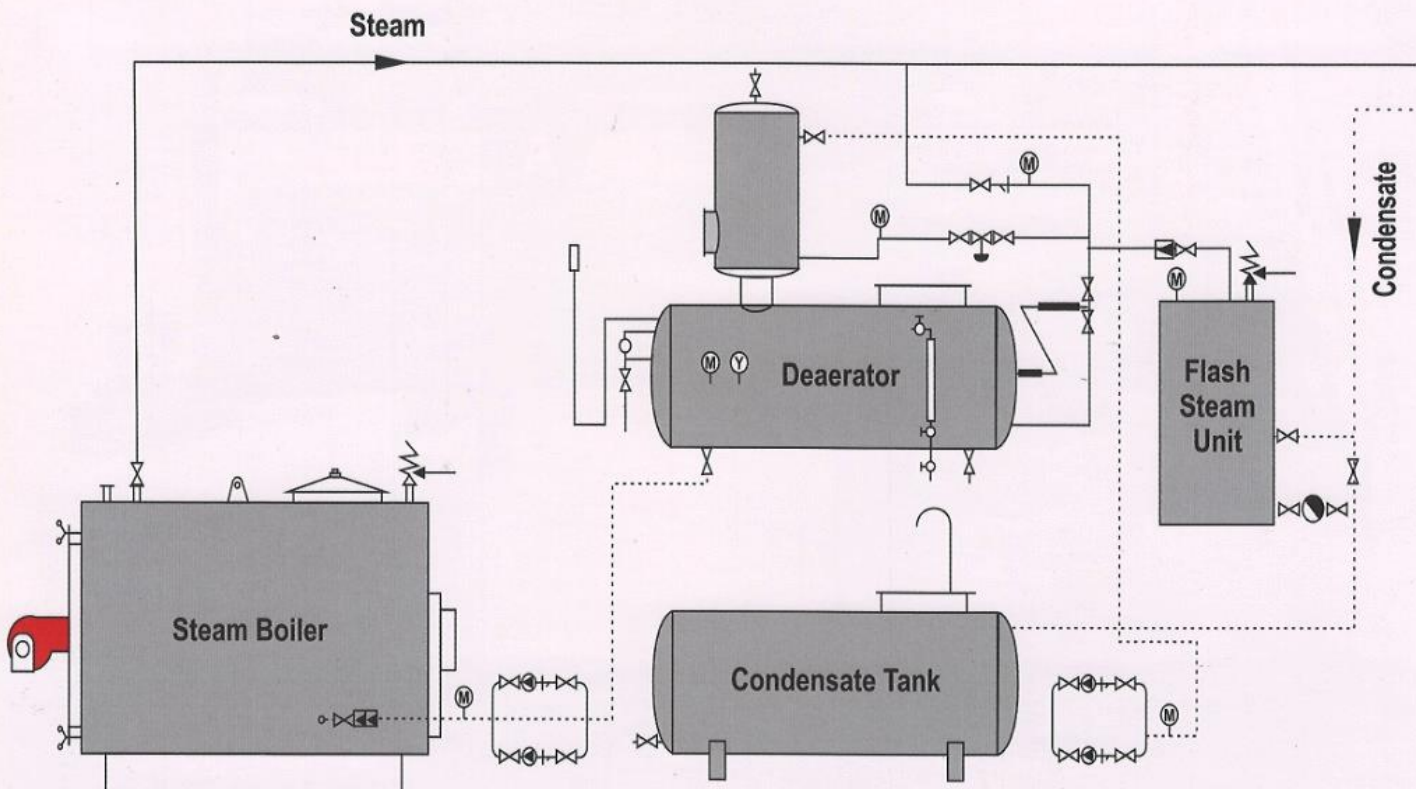 Steam
Condensate
M
M
M
M
Y
Deaerator
Flash
Steam
Unit
Steam Boiler
M
Condensate Tank
M